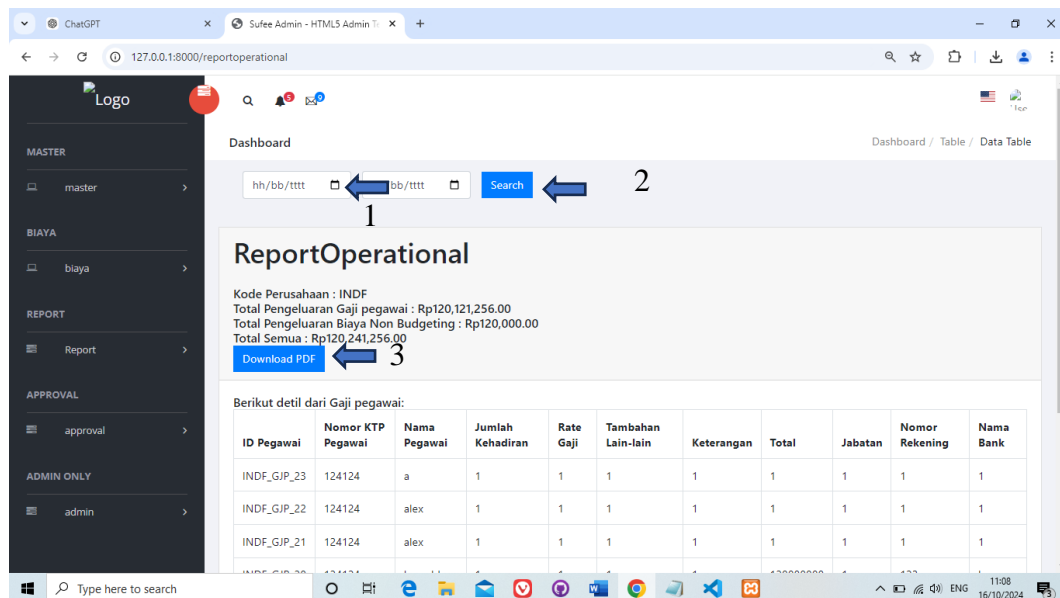 ChatGPT
Sufee Admin - HTML5 Admin Te
127.0.0.1:8000/reportoperational
Logo
5
0
Dashboard
Dashboard / Table / Data Table
MASTER
master
BIAYA
biaya
REPORT
Report
APPROVAL
approval
ADMIN ONLY
admin
hh/bb/tttt
bb/tttt
Search
2
1
ReportOperational
Kode Perusahaan : INDF
Total Pengeluaran Gaji pegawai : Rp120,121,256.00
Total Pengeluaran Biaya Non Budgeting : Rp120,000.00
Total Semua : Rp120,241,256.00
Download PDF
3
Berikut detil dari Gaji pegawai:
ID Pegawai Nomor KTP Pegawai Nama Pegawai Jumlah Kehadiran Rate Gaji Tambahan Lain-lain Keterangan Total Jabatan Nomor Rekening Nama Bank
INDF_GJP_23 124124 a 1 1 1 1 1 1 1 1
INDF_GJP_22 124124 alex 1 1 1 1 1 1 1 1
INDF_GJP_21 124124 alex 1 1 1 1 1 1 1 1
Type here to search
ENG
11:08
16/10/2024
3